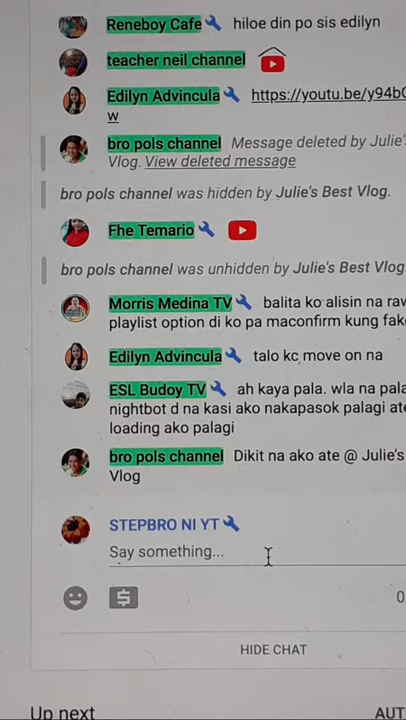 Reneboy Cafe hiloe din po sis edilyn
teacher neil channel
Edilyn Advincula https://youtu.be/y94b
w
bro pols channel Message deleted by Julie's
Vlog. View deleted message
bro pols channel was hidden by Julie's Best Vlog.
Fhe Temario
bro pols channel was unhidden by Julie's Best Vlog
Morris Medina TV balita ko alisin na raw
playlist option di ko pa maconfirm kung fak
Edilyn Advincula talo kc move on na
ESL Budoy TV ah kaya pala. wla na pala
nightbot d na kasi ako nakapasok palagi ate
loading ako palagi
bro pols channel Dikit na ako ate @ Julie's
Vlog
STEPBRO NI YT
Say something...
0
HIDE CHAT
Up next AUT